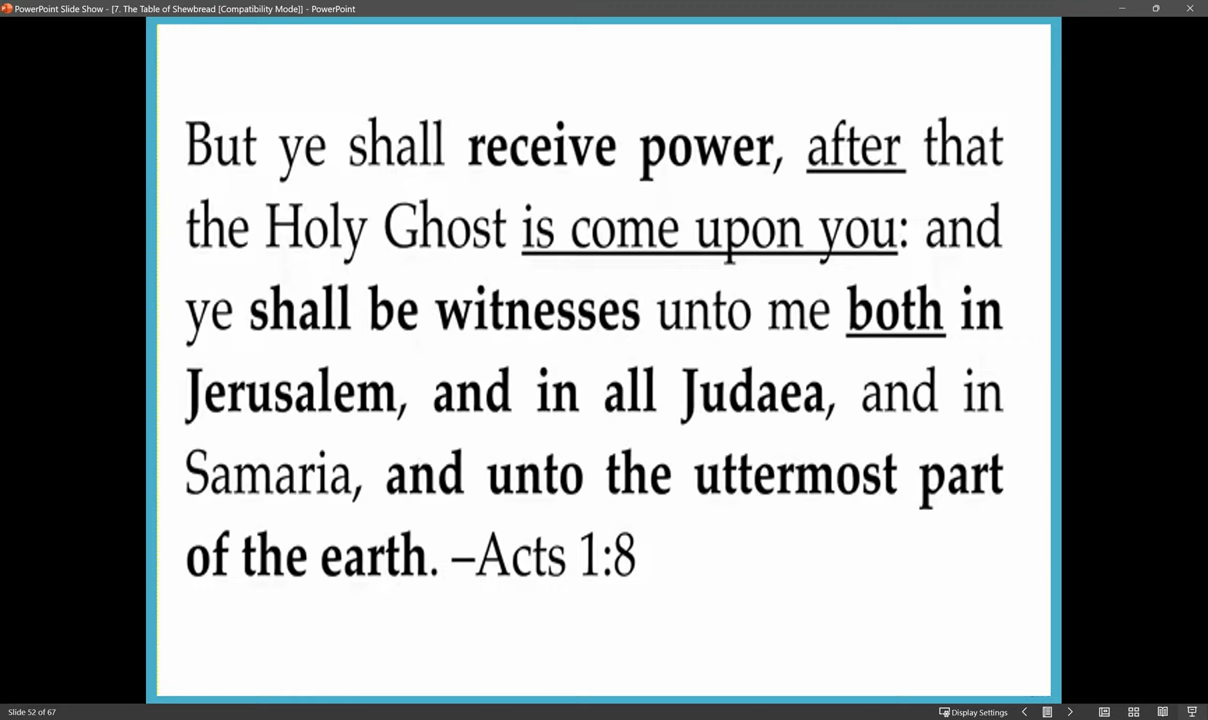 PowerPoint Slide Show - [7. The Table of Shewbread [Compatibility Mode]] - PowerPoint
But ye shall receive power, after that
the Holy Ghost is come upon you: and
ye shall be witnesses unto me both in
Jerusalem, and in all Judaea, and in
Samaria, and unto the uttermost part
of the earth. –Acts 1:8
Slide 52 of 67
Display Settings